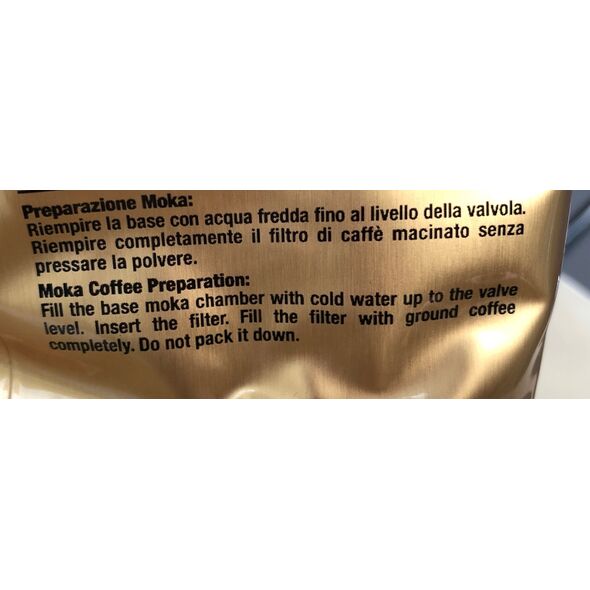 Preparazione Moka:
Riempire la base con acqua fredda fino al livello della valvola.
Riempire completamente il filtro di caffè macinato senza
pressare la polvere.
Moka Coffee Preparation:
Fill the base moka chamber with cold water up to the valve
level. Insert the filter. Fill the filter with ground coffee
completely. Do not pack it down.